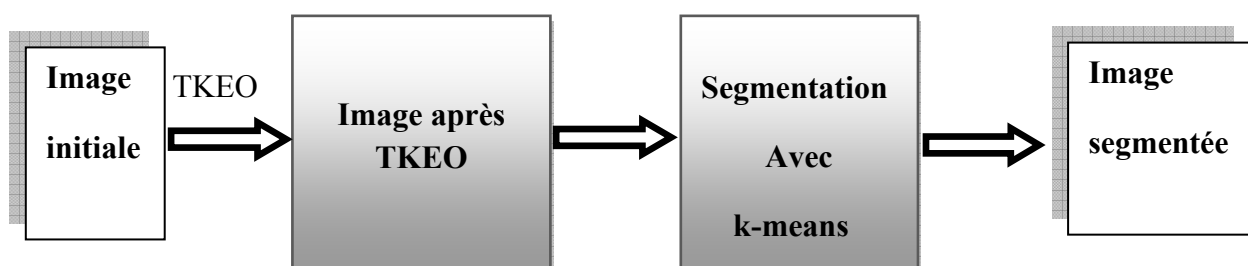 Image
initiale
TKEO
Image après
TKEO
Segmentation
Avec
k-means
Image
segmentée